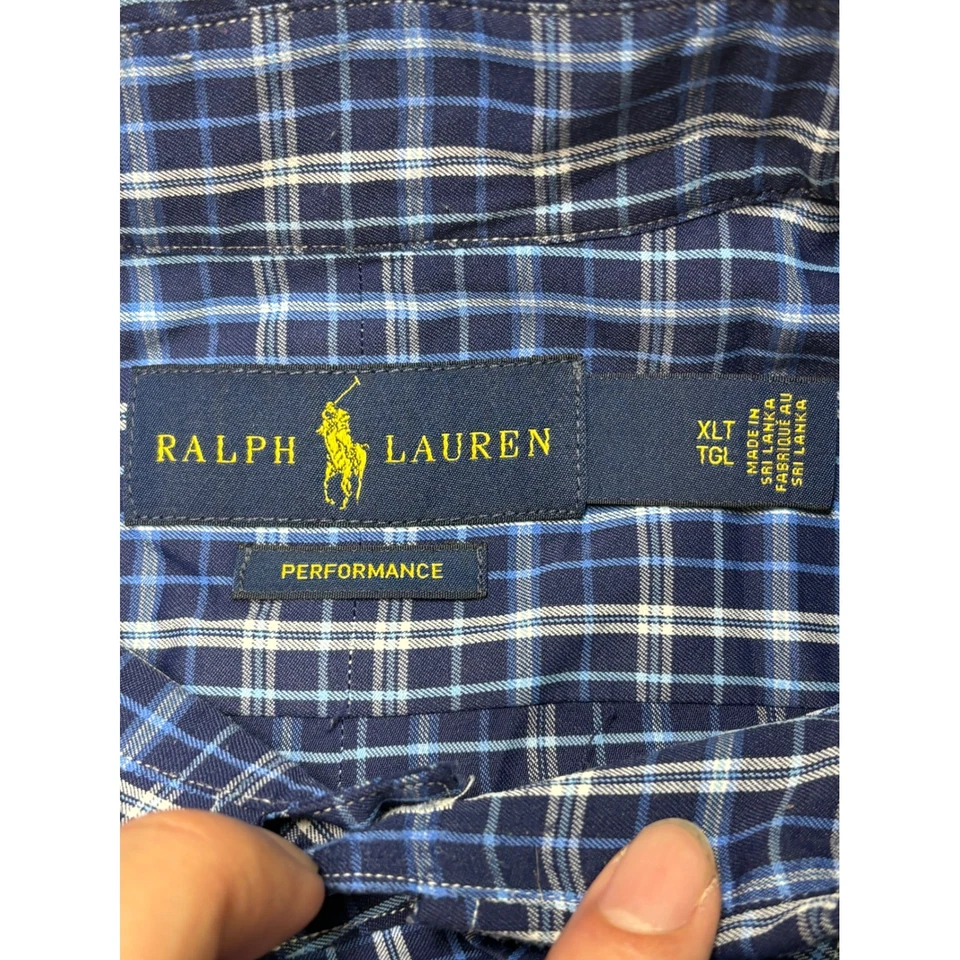 RALPH LAUREN
XLT
TGL
MADE IN
SRI LANKA
FABRIQUÉ AU
SRI LANKA
PERFORMANCE